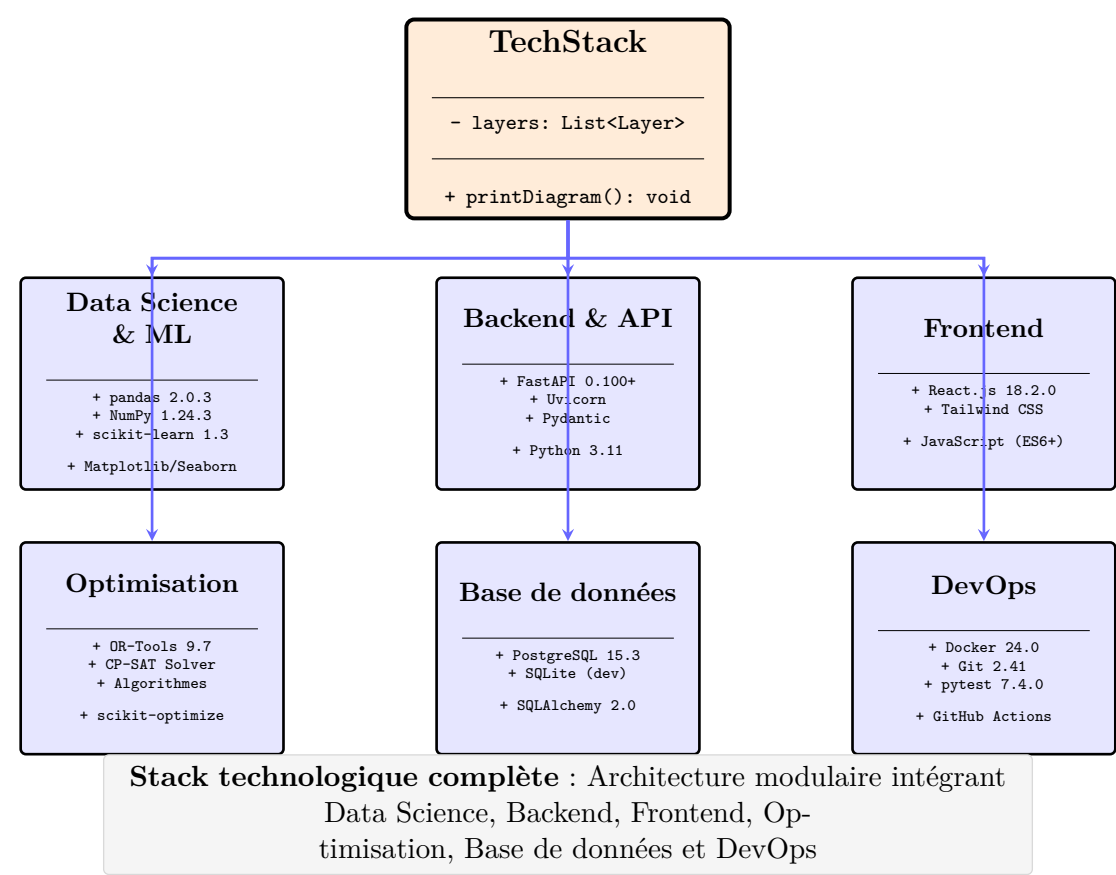 TechStack
- layers: List<Layer>
+ printDiagram(): void
Data Science
& ML
+ pandas 2.0.3
+ NumPy 1.24.3
+ scikit-learn 1.3
+ Matplotlib/Seaborn
Backend & API
+ FastAPI 0.100+
+ Uvicorn
+ Pydantic
+ Python 3.11
Frontend
+ React.js 18.2.0
+ Tailwind CSS
+ JavaScript (ES6+)
Optimisation
+ OR-Tools 9.7
+ CP-SAT Solver
+ Algorithmes
+ scikit-optimize
Base de données
+ PostgreSQL 15.3
+ SQLite (dev)
+ SQLAlchemy 2.0
DevOps
+ Docker 24.0
+ Git 2.41
+ pytest 7.4.0
+ GitHub Actions
Stack technologique complète : Architecture modulaire intégrant
Data Science, Backend, Frontend, Op-
timisation, Base de données et DevOps